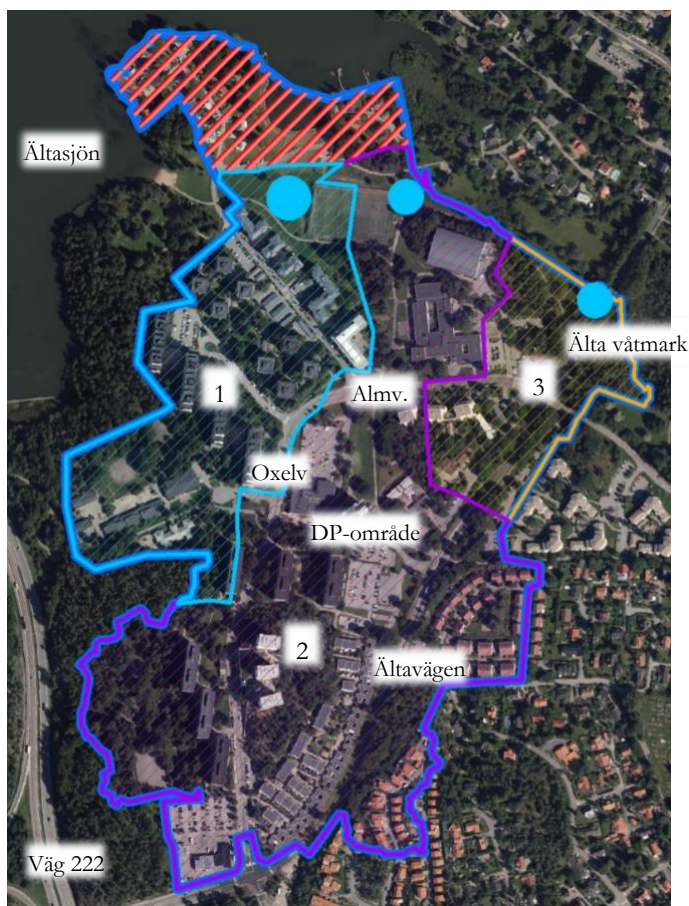 Ältasjön
Älta våtmark
1
Almv.
3
Oxelv
DP-område
2
Ältavägen
Väg 222